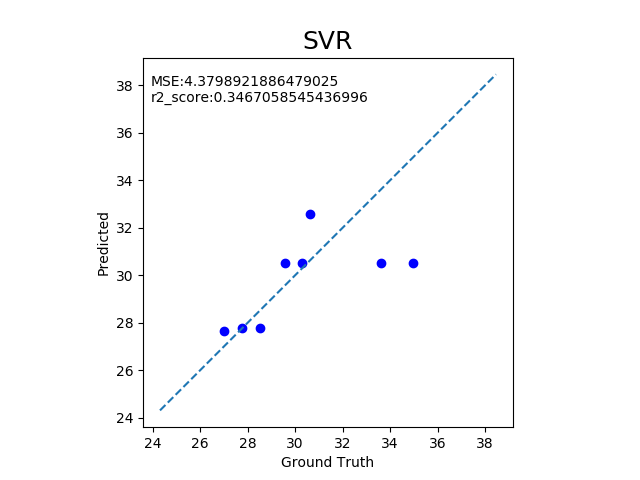 SVR
MSE:4.3798921886479025
r2_score:0.3467058545436996
38
36
34
32
30
28
26
24
Predicted
24 26 28 30 32 34 36 38
Ground Truth